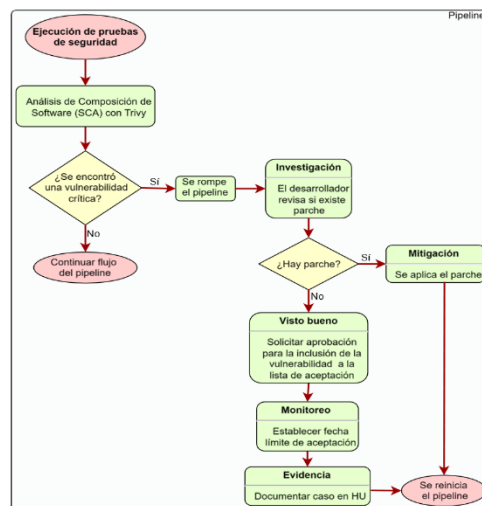 Pipeline
Ejecución de pruebas
de seguridad
Análisis de Composición de
Software (SCA) con Trivy
¿Se encontró
una vulnerabilidad
crítica?
Sí
Se rompe
el pipeline
Investigación
El desarrollador
revisa si existe
parche
No
Continuar flujo
del pipeline
¿Hay parche?
Sí
Mitigación
Se aplica el parche
No
Visto bueno
Solicitar aprobación
para la inclusión de la
vulnerabilidad a la
lista de aceptación
Monitoreo
Establecer fecha
límite de aceptación
Evidencia
Documentar caso en HU
Se reinicia
el pipeline